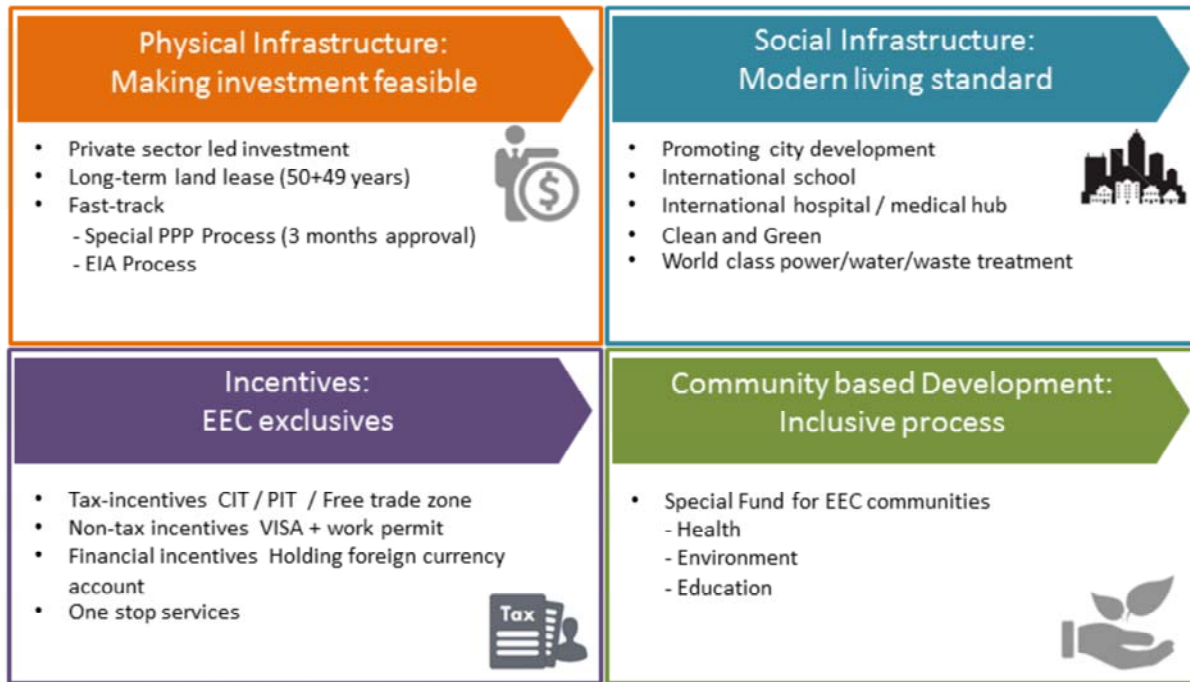 Physical Infrastructure:
Making investment feasible
• Private sector led investment
• Long-term land lease (50+49 years)
• Fast-track
- Special PPP Process (3 months approval)
- EIA Process
Social Infrastructure:
Modern living standard
• Promoting city development
• International school
• International hospital / medical hub
• Clean and Green
• World class power/water/waste treatment
Incentives:
EEC exclusives
• Tax-incentives CIT / PIT / Free trade zone
• Non-tax incentives VISA + work permit
• Financial incentives Holding foreign currency
account
• One stop services
Tax
Community based Development:
Inclusive process
• Special Fund for EEC communities
- Health
- Environment
- Education